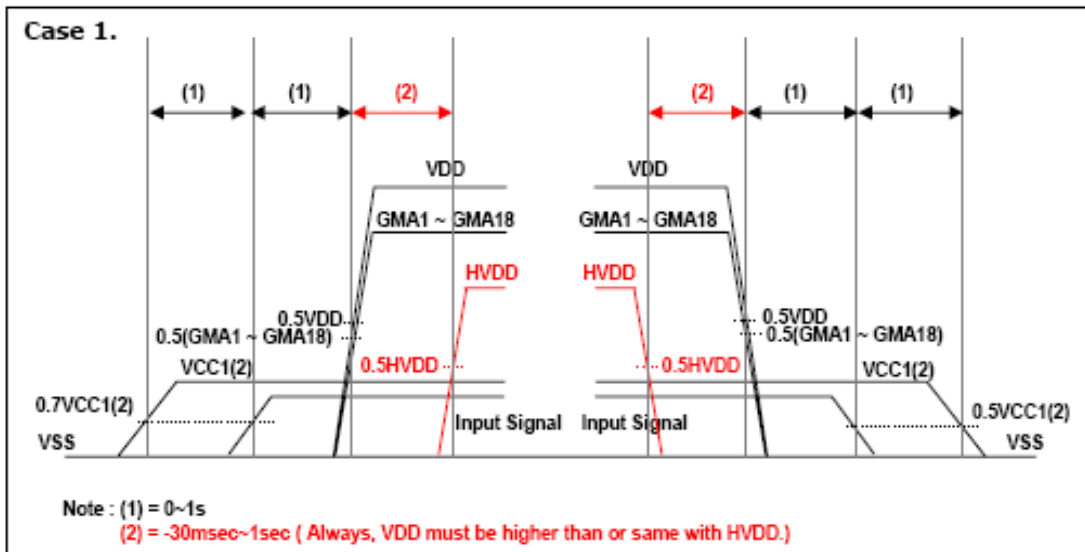 Case 1.
(1) (1) (2) (2) (1) (1)
VDD VDD
GMA1 ~ GMA18 GMA1 ~ GMA18
HVDD HVDD
0.5VDD 0.5VDD
0.5(GMA1 ~ GMA18) 0.5(GMA1 ~ GMA18)
VCC1(2) 0.5HVDD 0.5HVDD VCC1(2)
0.7VCC1(2) 0.5VCC1(2)
Input Signal Input Signal
VSS VSS
Note : (1) = 0~1s
(2) = -30msec~1sec ( Always, VDD must be higher than or same with HVDD.)